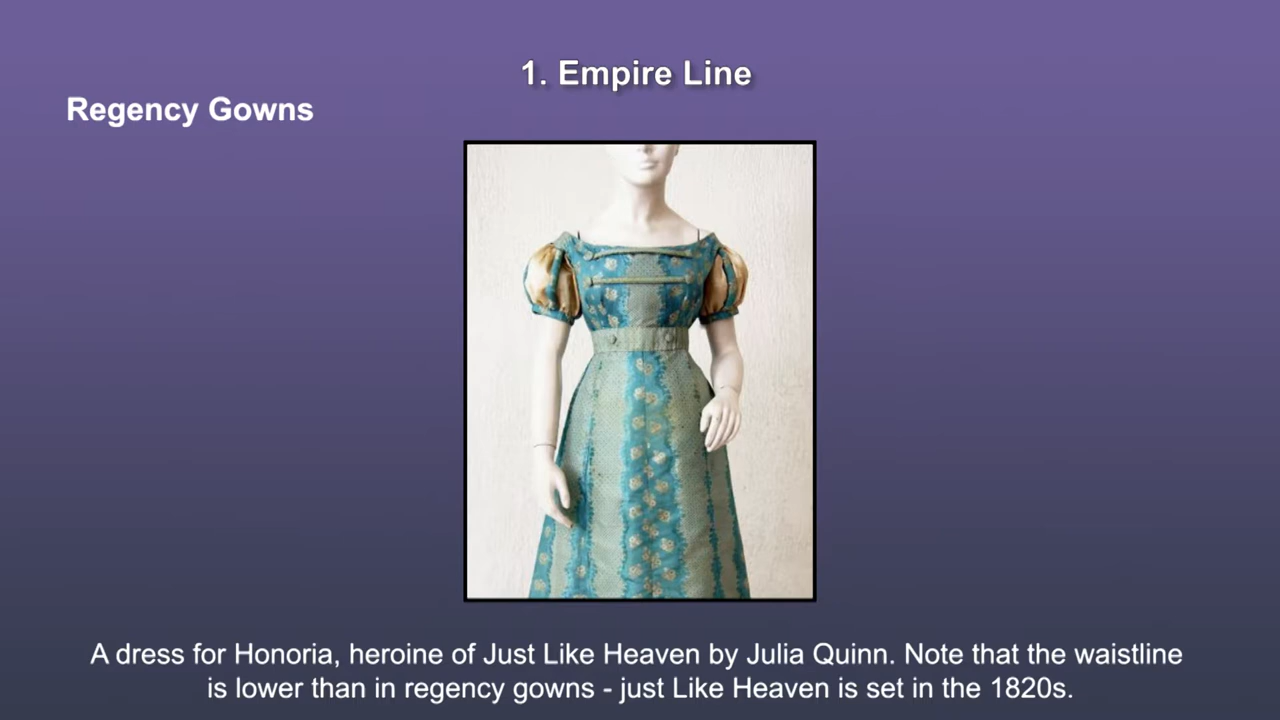 1. Empire Line
Regency Gowns
A dress for Honoria, heroine of Just Like Heaven by Julia Quinn. Note that the waistline
is lower than in regency gowns - just Like Heaven is set in the 1820s.